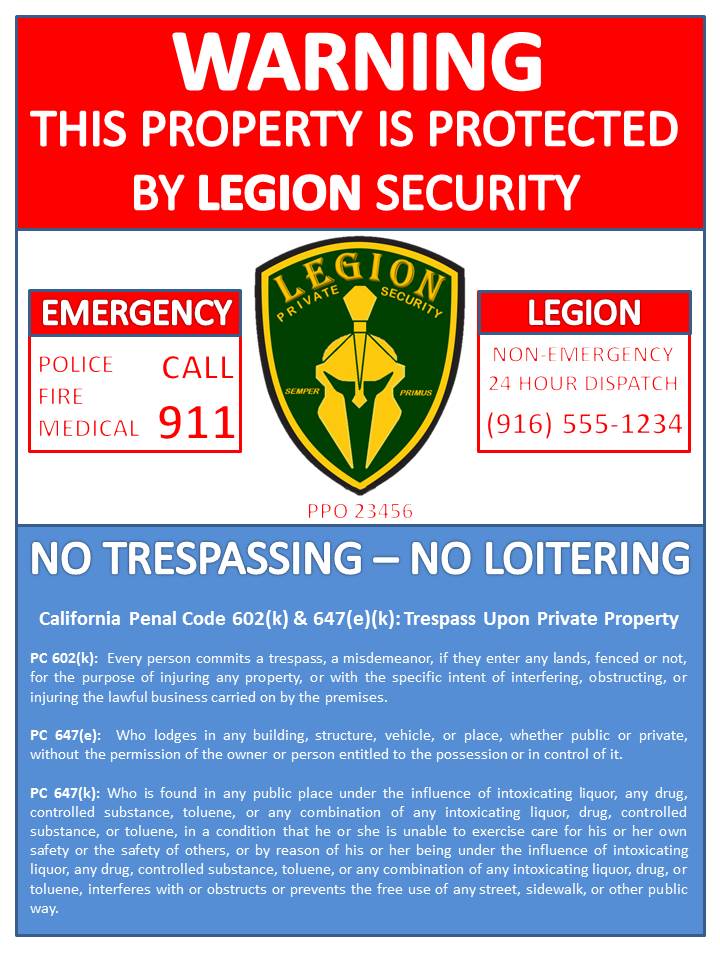 WARNING
THIS PROPERTY IS PROTECTED
BY LEGION SECURITY
EMERGENCY
POLICE
FIRE
MEDICAL
CALL
911
LEGION
PRIVATE SECURITY
SEMPER PRIMUS
PPO 23456
LEGION
NON-EMERGENCY
24 HOUR DISPATCH
(916) 555-1234
NO TRESPASSING – NO LOITERING
California Penal Code 602(k) & 647(e)(k): Trespass Upon Private Property
PC 602(k): Every person commits a trespass, a misdemeanor, if they enter any lands, fenced or not,
for the purpose of injuring any property, or with the specific intent of interfering, obstructing, or
injuring the lawful business carried on by the premises.
PC 647(e): Who lodges in any building, structure, vehicle, or place, whether public or private,
without the permission of the owner or person entitled to the possession or in control of it.
PC 647(k): Who is found in any public place under the influence of intoxicating liquor, any drug,
controlled substance, toluene, or any combination of any intoxicating liquor, drug, controlled
substance, or toluene, in a condition that he or she is unable to exercise care for his or her own
safety or the safety of others, or by reason of his or her being under the influence of intoxicating
liquor, any drug, controlled substance, toluene, or any combination of any intoxicating liquor, drug, or
toluene, interferes with or obstructs or prevents the free use of any street, sidewalk, or other public
way.